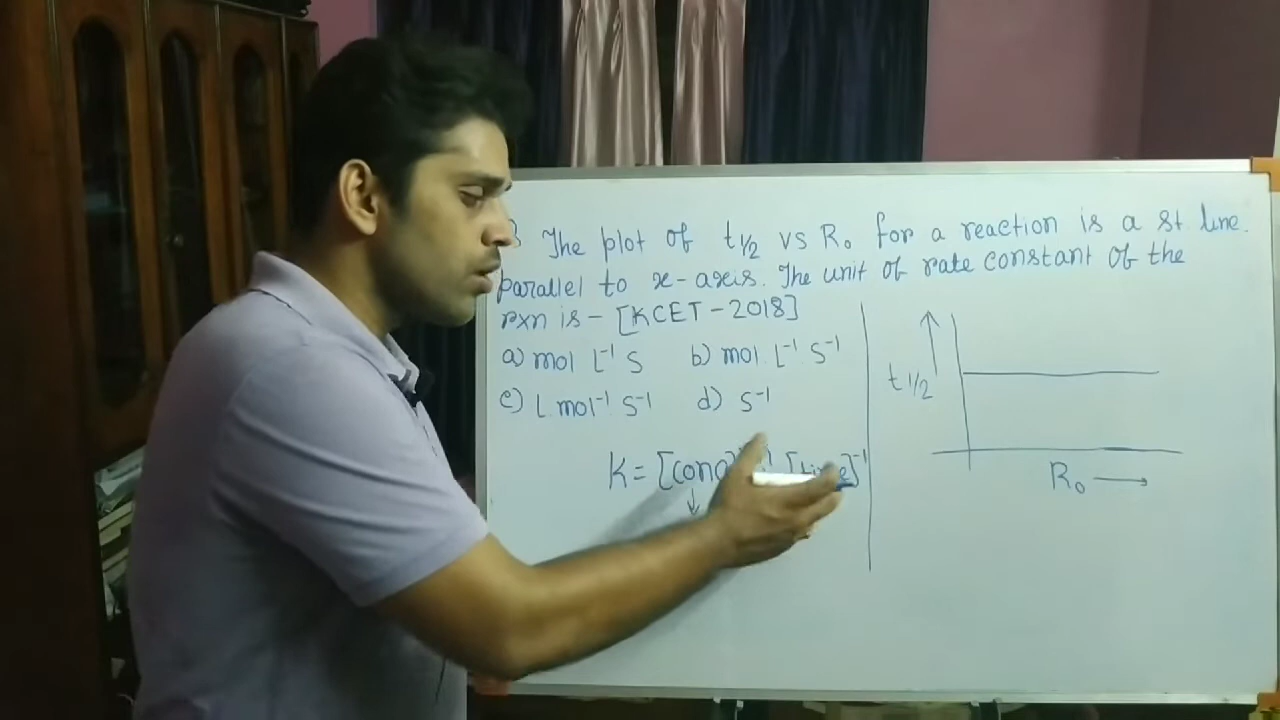 The plot of t1/2 vs R₀ for a reaction is a st line.
parallel to x-axis. The unit of rate constant of the
rxn is - [KCET-2018]
a) mol L⁻¹ S b) mol. L⁻¹ S⁻¹
c) L. mol⁻¹ S⁻¹ d) S⁻¹
K = [conc
t 1/2
R₀